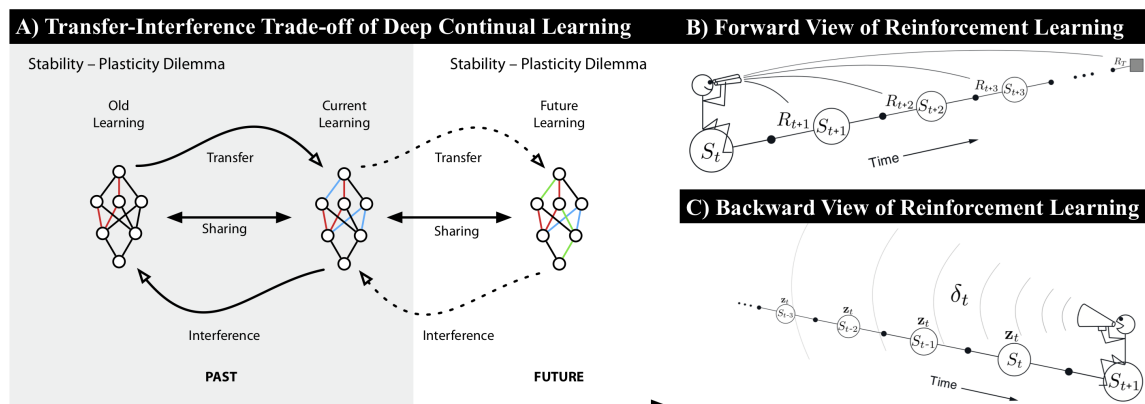 A) Transfer-Interference Trade-off of Deep Continual Learning
Stability – Plasticity Dilemma
Stability – Plasticity Dilemma
Old
Learning
Current
Learning
Future
Learning
Transfer
Transfer
Sharing
Sharing
Interference
Interference
PAST
FUTURE
B) Forward View of Reinforcement Learning
S_t
R_{t+1}
S_{t+1}
R_{t+2}
S_{t+2}
R_{t+3}
S_{t+3}
R_T
Time
C) Backward View of Reinforcement Learning
δ_t
z_t
S_{t-3}
z_t
S_{t-2}
z_t
S_{t-1}
z_t
S_t
S_{t+1}
Time